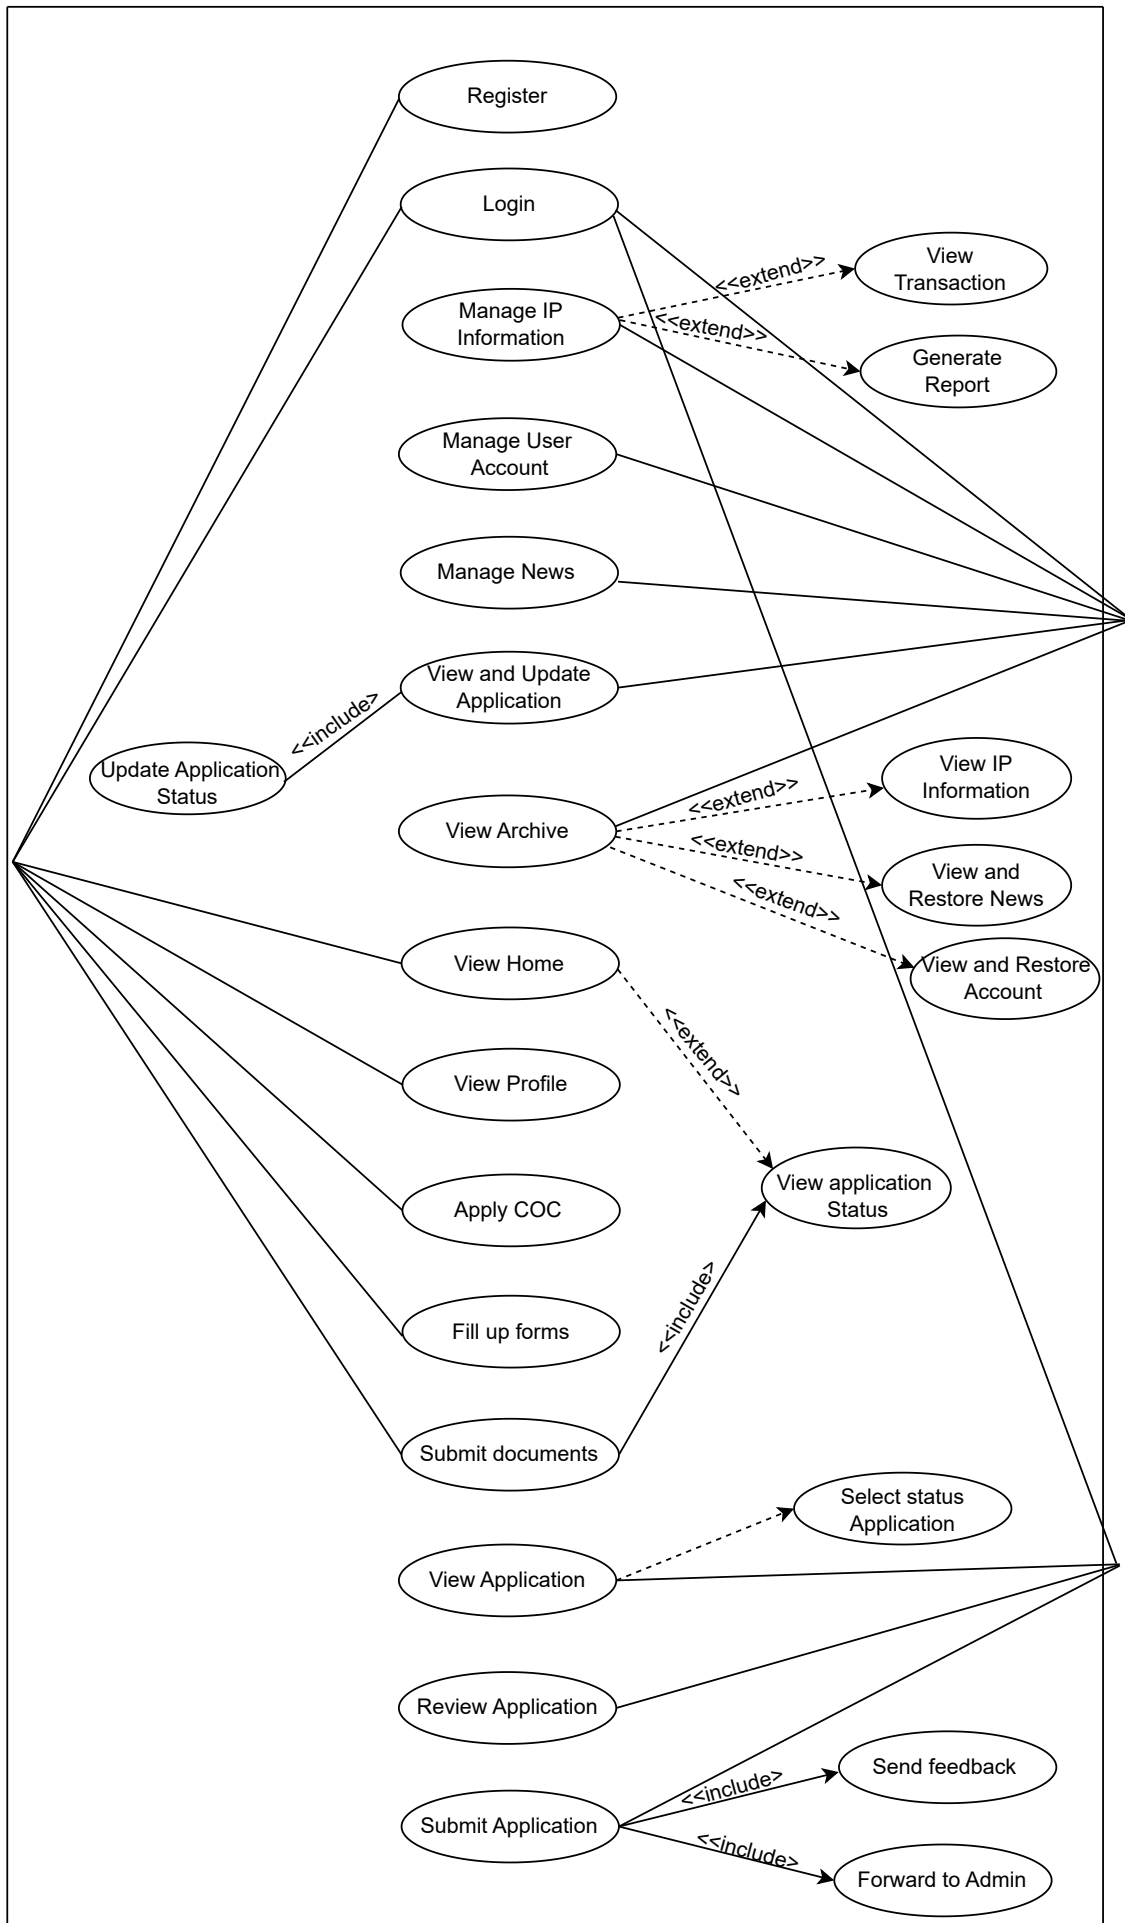 Register
Login
<<extend>>
View
Transaction
Manage IP
Information
<<extend>>
Generate
Report
Manage User
Account
Manage News
View and Update
Application
<<include>
Update Application
Status
View IP
Information
<<extend>>
View Archive
<<extend>>
View and
Restore News
<<extend>>
View and Restore
Account
View Home
<<extend>>
View Profile
View application
Status
Apply COC
<<include>
Fill up forms
Submit documents
Select status
Application
View Application
Review Application
Send feedback
<<include>
Submit Application
<<include>
Forward to Admin